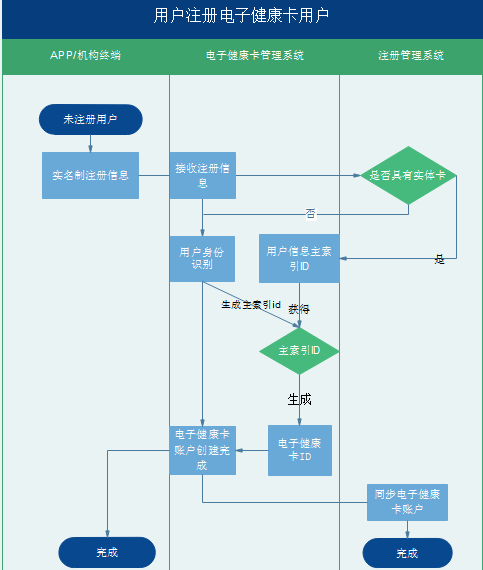 用户注册电子健康卡用户
APP/机构终端
电子健康卡管理系统
注册管理系统
未注册用户
实名制注册信息
接收注册信
息
是否具有实体卡
否
用户身份
识别
用户信息主索
引ID
是
生成主索引id
获得
主索引ID
生成
电子健康卡
账户创建完
成
电子健康
卡ID
同步电子健康
卡账户
完成
完成